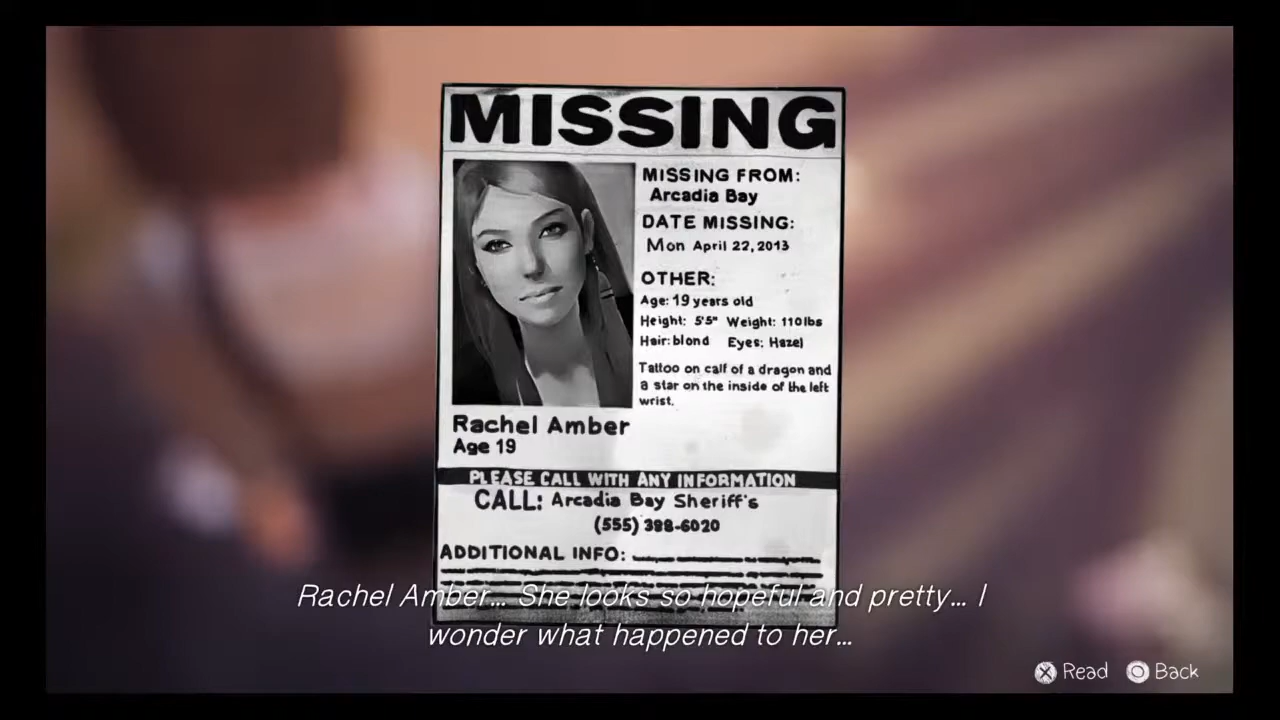 MISSING
MISSING FROM:
Arcadia Bay
DATE MISSING:
Mon April 22, 2013
OTHER:
Age: 19 years old
Height: 5'5" Weight: 110lbs
Hair: blond Eyes: Hazel
Tattoo on calf of a dragon and
a star on the inside of the left
wrist.
Rachel Amber
Age 19
PLEASE CALL WITH ANY INFORMATION
CALL: Arcadia Bay Sheriff's
(555) 388-6020
ADDITIONAL INFO:
Rachel Amber... She looks so hopeful and pretty... I
wonder what happened to her...
Read Back